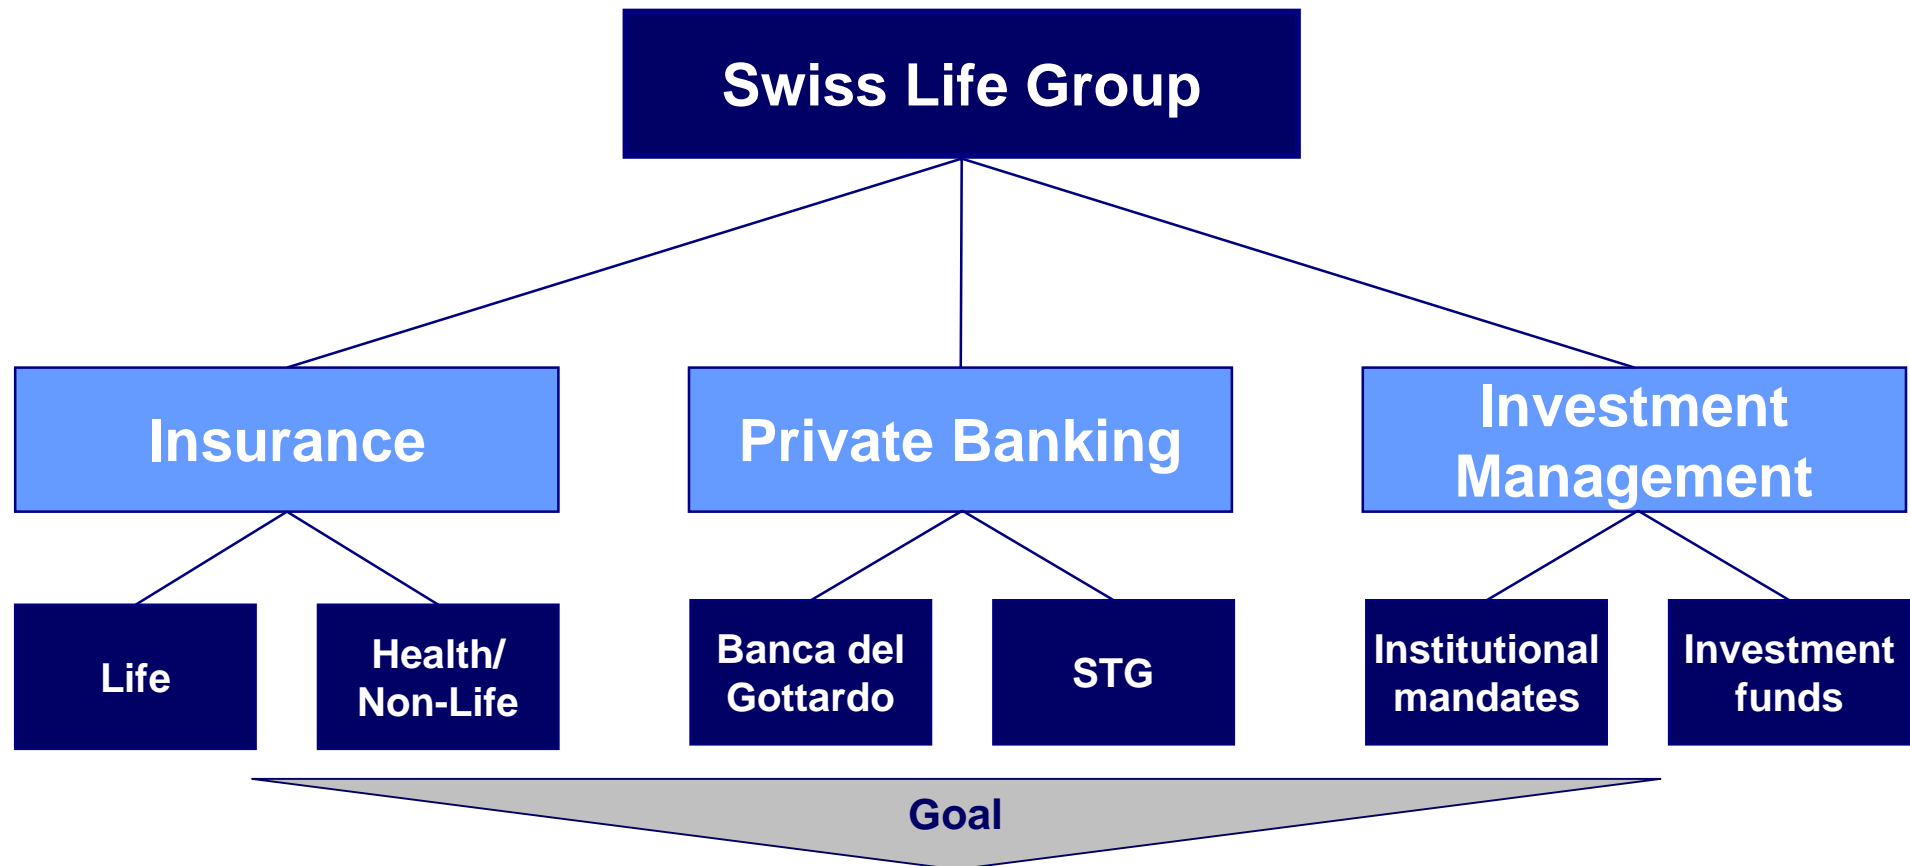 Swiss Life Group
Insurance
Private Banking
Investment
Management
Life
Health/
Non-Life
Banca del
Gottardo
STG
Institutional
mandates
Investment
funds
Goal